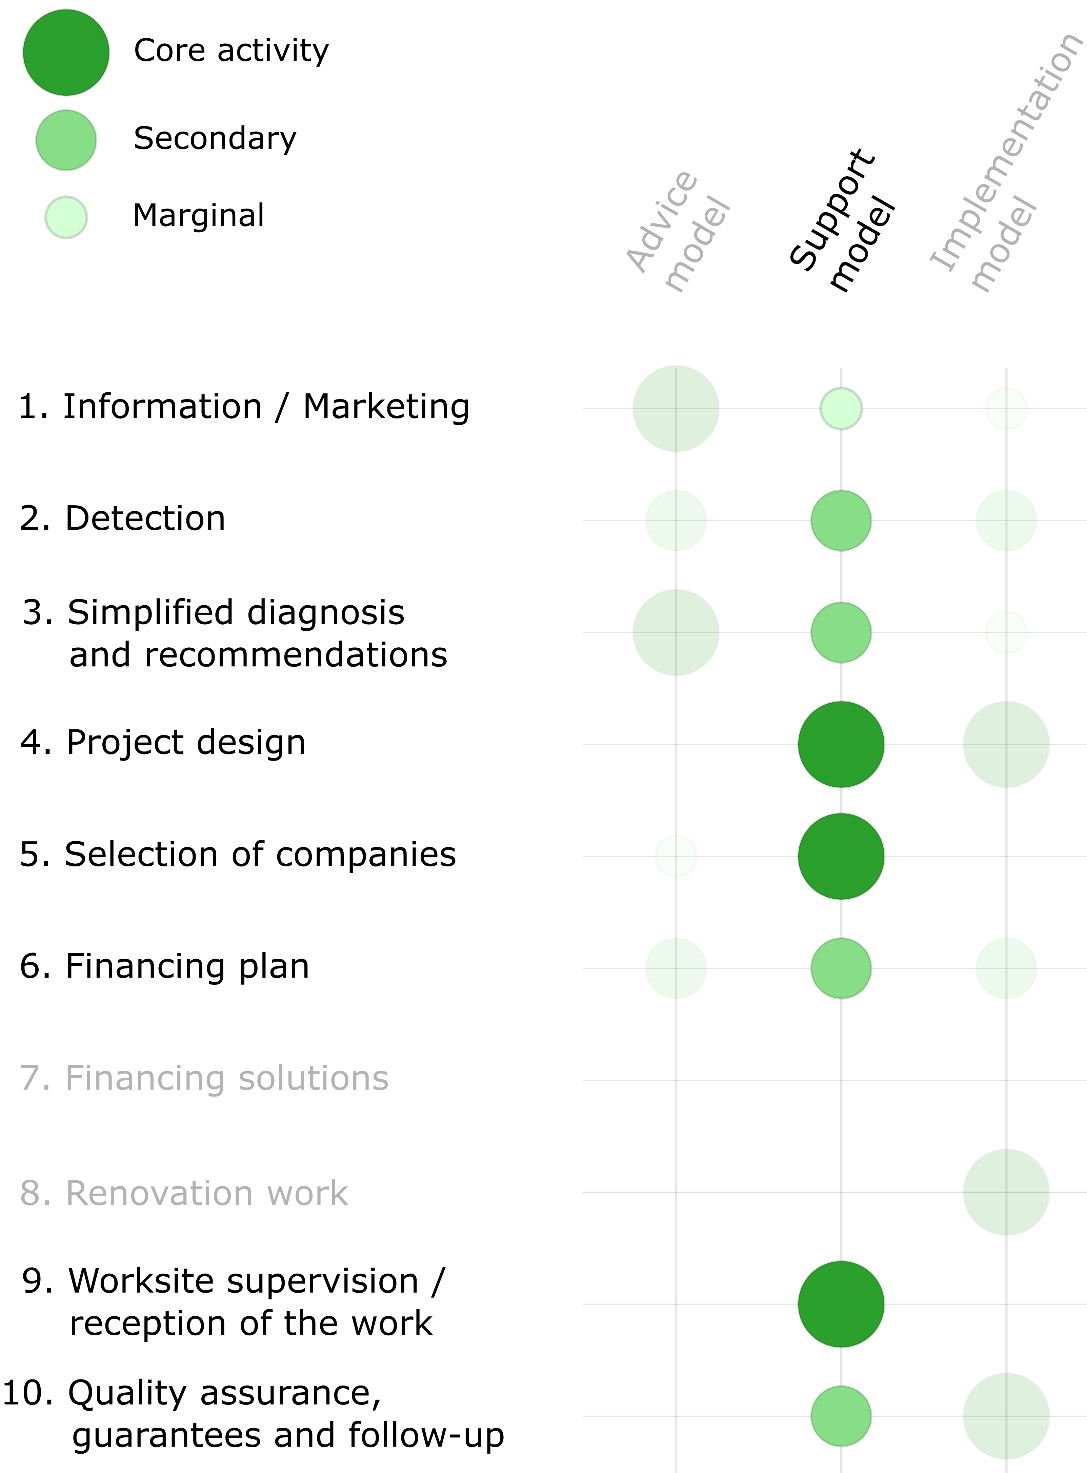 Core activity
Secondary
Marginal
Advice
model
Support
model
Implementation
model
1. Information / Marketing
2. Detection
3. Simplified diagnosis
and recommendations
4. Project design
5. Selection of companies
6. Financing plan
7. Financing solutions
8. Renovation work
9. Worksite supervision /
reception of the work
10. Quality assurance,
guarantees and follow-up